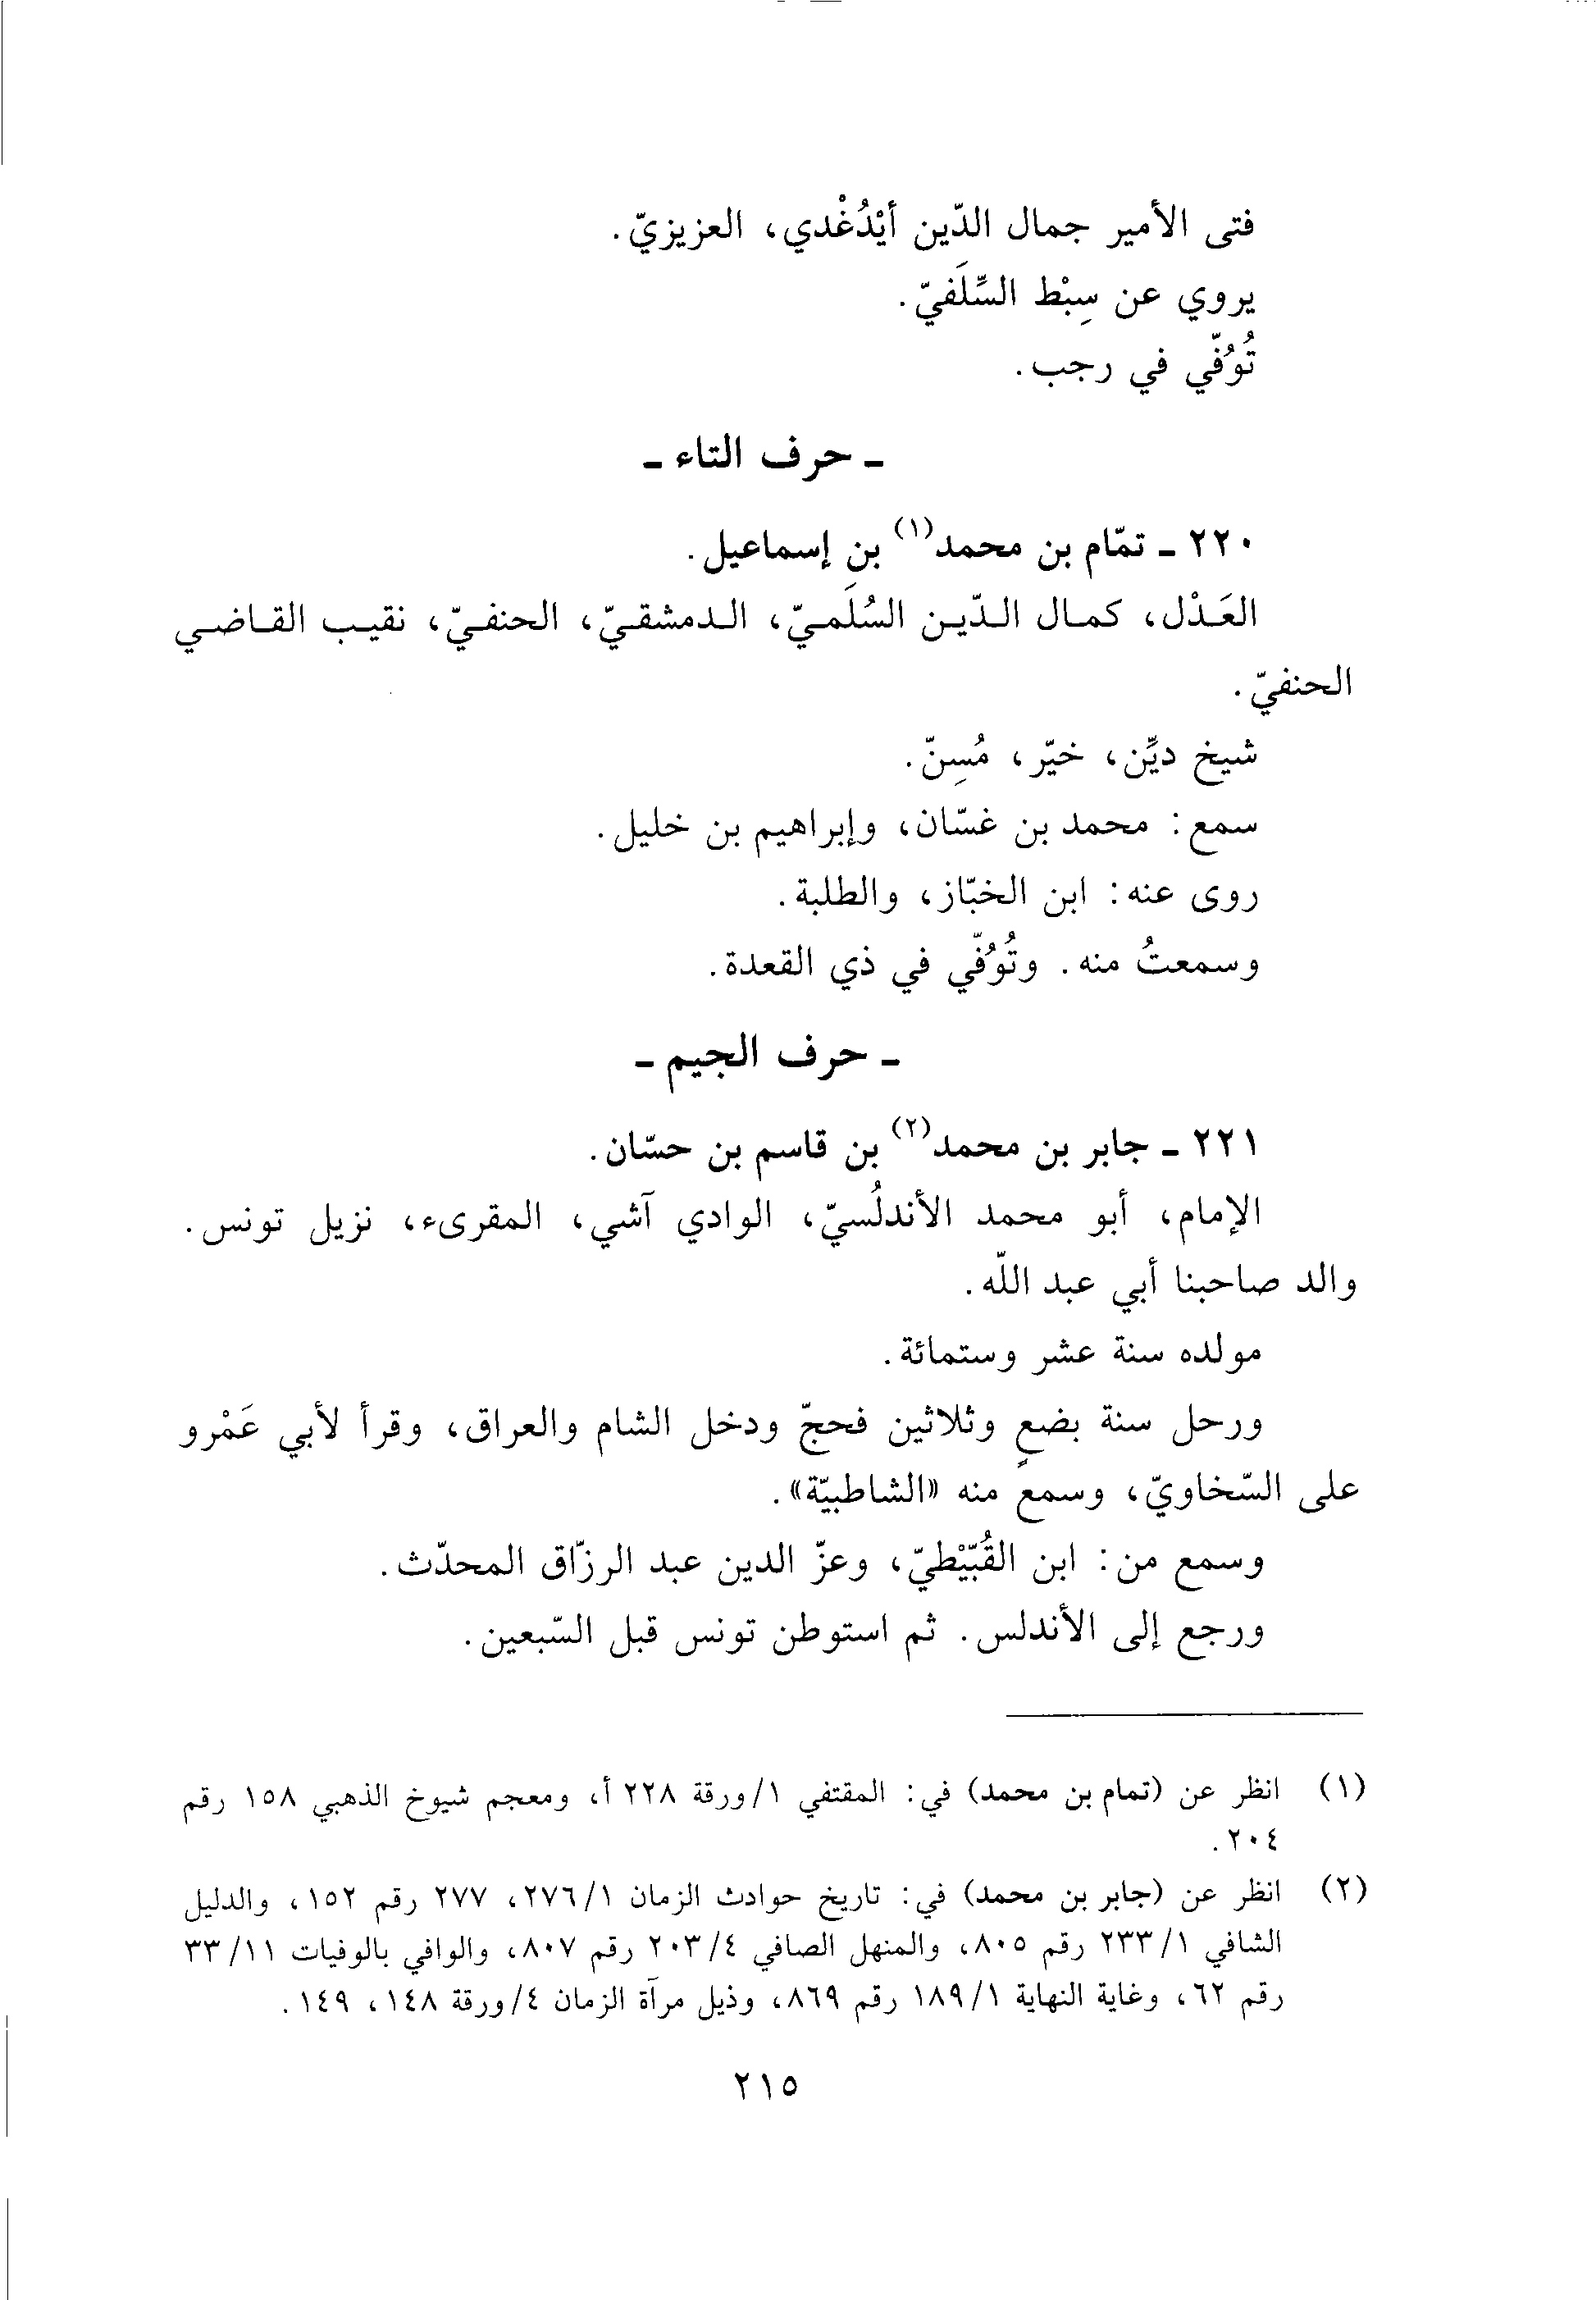 فتى الأمير جمال الدّين أيْدُغْدي، العزيزيّ.
يروي عن سِبْط السِّلَفيّ.
تُوُفّي في رجب.
ـ حرف التاء ـ
٢٢٠ ـ تمّام بن محمد(١) بن إسماعيل.
العَدْل، كمال الدّين السُلَميّ، الدمشقيّ، الحنفيّ، نقيب القاضي
الحنفيّ.
شيخ ديِّن، خيّر، مُسِنّ.
سمع: محمد بن غسّان، وإبراهيم بن خليل.
روى عنه: ابن الخبّاز، والطلبة.
وسمعتُ منه. وتُوُفّي في ذي القعدة.
ـ حرف الجيم ـ
٢٢١ ـ جابر بن محمد(٢) بن قاسم بن حسّان.
الإمام، أبو محمد الأندلُسيّ، الوادي آشي، المقرىء، نزيل تونس.
والد صاحبنا أبي عبد اللّه.
مولده سنة عشر وستمائة.
ورحل سنة بضعٍ وثلاثين فحجّ ودخل الشام والعراق، وقرأ لأبي عَمْرو
على السّخاويّ، وسمع منه «الشاطبيّة».
وسمع من: ابن القُبّيْطيّ، وعزّ الدين عبد الرزّاق المحدّث.
ورجع إلى الأندلس. ثم استوطن تونس قبل السّبعين.
(١) انظر عن (تمام بن محمد) في: المقتفي ١/ورقة ٢٢٨ أ، ومعجم شيوخ الذهبي ١٥٨ رقم
٢٠٤.
(٢) انظر عن (جابر بن محمد) في: تاريخ حوادث الزمان ١/٢٧٦، ٢٧٧ رقم ١٥٢، والدليل
الشافي ١/٢٣٣ رقم ٨٠٥، والمنهل الصافي ٤/٢٠٣ رقم ٨٠٧، والوافي بالوفيات ١١/٣٣
رقم ٦٢، وغاية النهاية ١/١٨٩ رقم ٨٦٩، وذيل مرآة الزمان ٤/ورقة ١٤٨، ١٤٩.
٢١٥